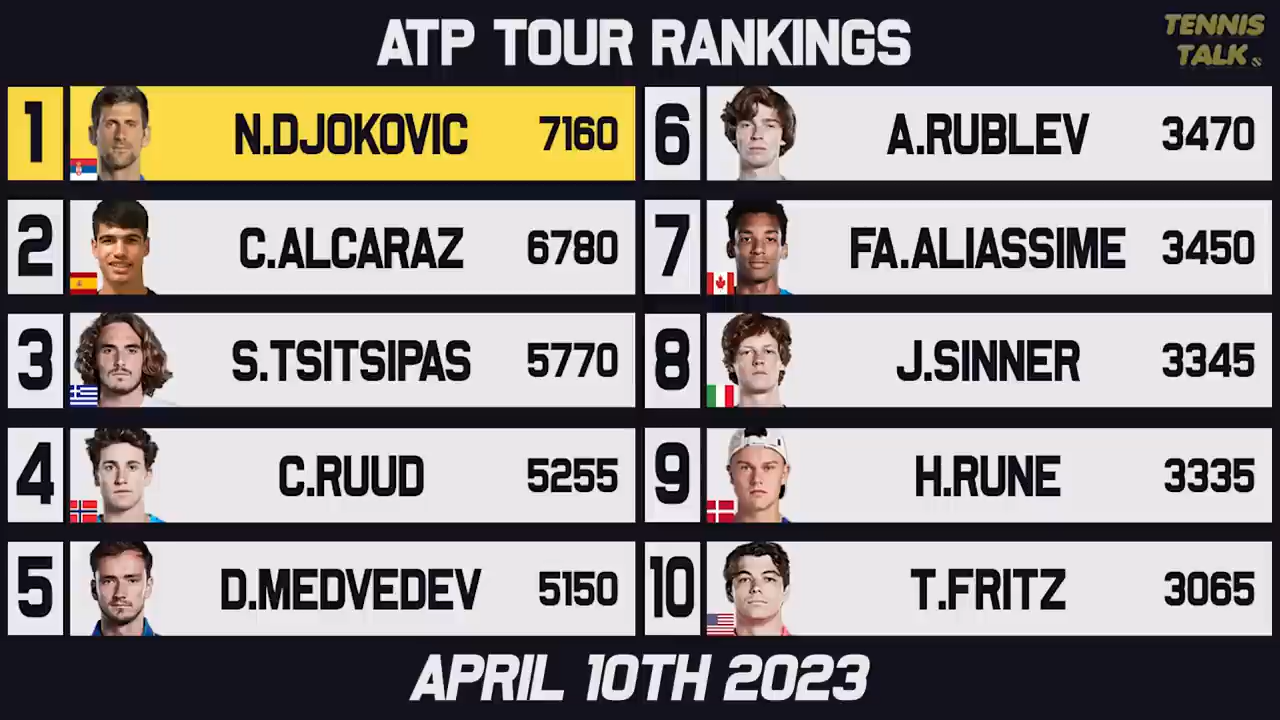 ATP TOUR RANKINGS
TENNIS
TALK
1 N.DJOKOVIC 7160
2 C.ALCARAZ 6780
3 S.TSITSIPAS 5770
4 C.RUUD 5255
5 D.MEDVEDEV 5150
6 A.RUBLEV 3470
7 FA.ALIASSIME 3450
8 J.SINNER 3345
9 H.RUNE 3335
10 T.FRITZ 3065
APRIL 10TH 2023